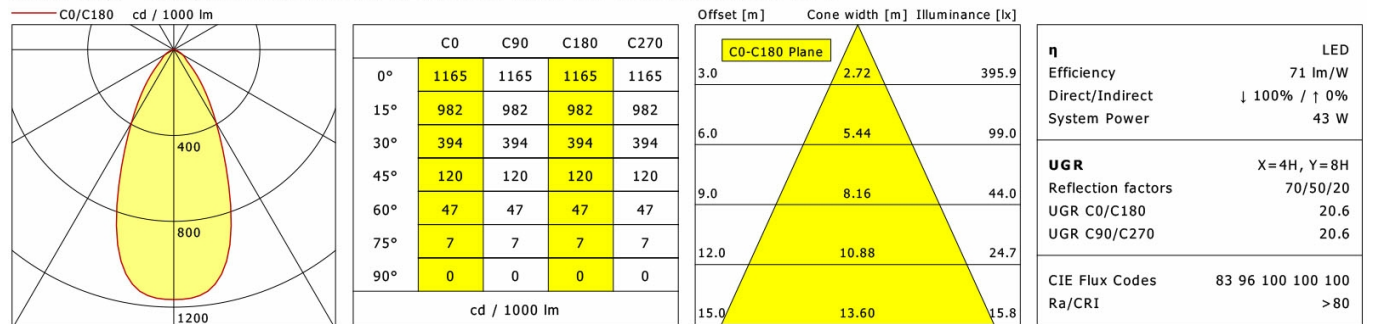 C0/C180 cd / 1000 lm
400
800
1200
C0 C90 C180 C270
0° 1165 1165 1165 1165
15° 982 982 982 982
30° 394 394 394 394
45° 120 120 120 120
60° 47 47 47 47
75° 7 7 7 7
90° 0 0 0 0
cd / 1000 lm
Offset [m] Cone width [m] Illuminance [lx]
C0-C180 Plane
3.0 2.72 395.9
6.0 5.44 99.0
9.0 8.16 44.0
12.0 10.88 24.7
15.0 13.60 15.8
η LED
Efficiency 71 lm/W
Direct/Indirect ↓ 100% / ↑ 0%
System Power 43 W
UGR X=4H, Y=8H
Reflection factors 70/50/20
UGR C0/C180 20.6
UGR C90/C270 20.6
CIE Flux Codes 83 96 100 100 100
Ra/CRI >80